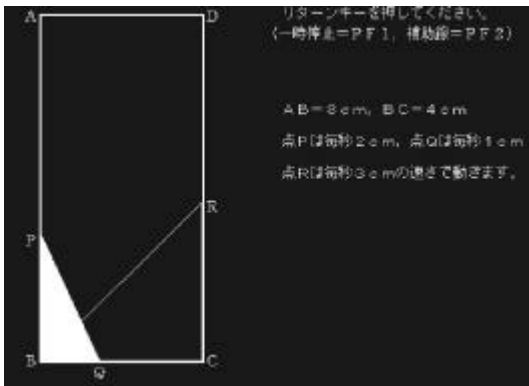 リターンキーを押してください。
(一時停止=PF1, 補助線=PF2)
A
D
AB=8cm, BC=4cm
点Pは毎秒2cm, 点Qは毎秒1cm
点Rは毎秒3cmの速さで動きます。
R
P
B
Q
C